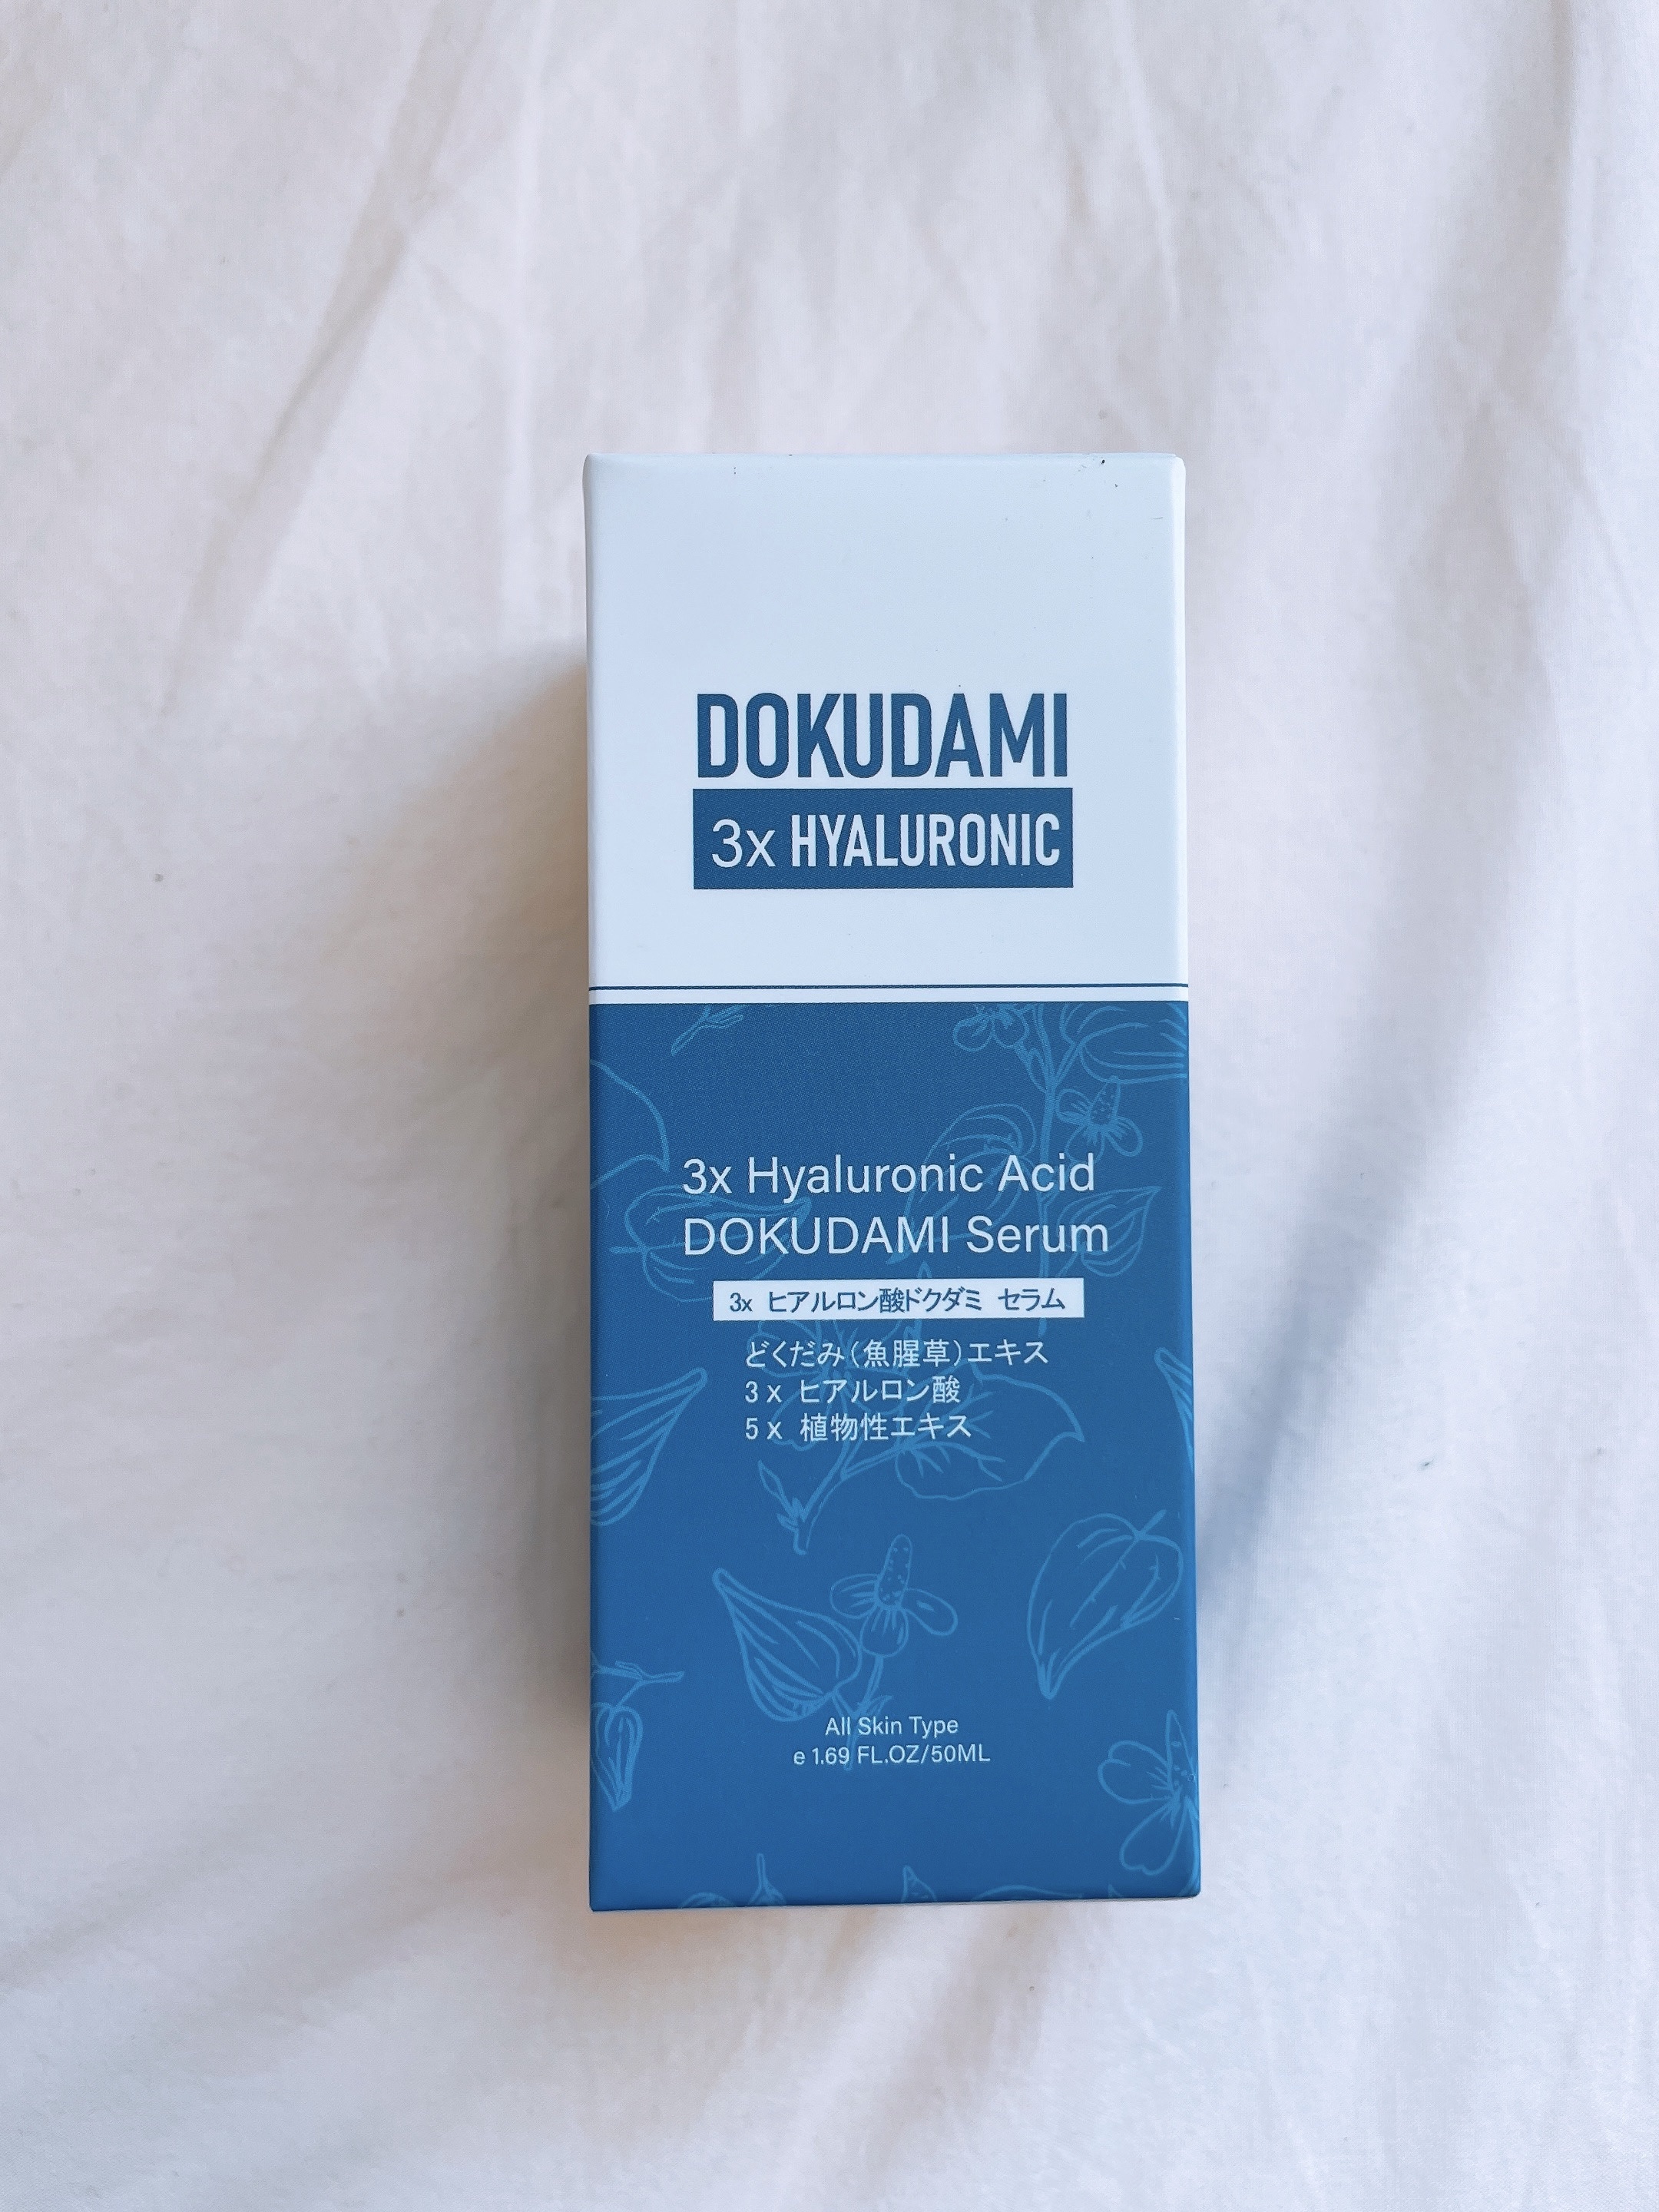 DOKUDAMI
3x HYALURONIC
3x Hyaluronic Acid
DOKUDAMI Serum
3x ヒアルロン酸ドクダミ セラム
どくだみ（魚腥草）エキス
3 x ヒアルロン酸
5 x 植物性エキス
All Skin Type
e 1.69 FL.OZ/50ML